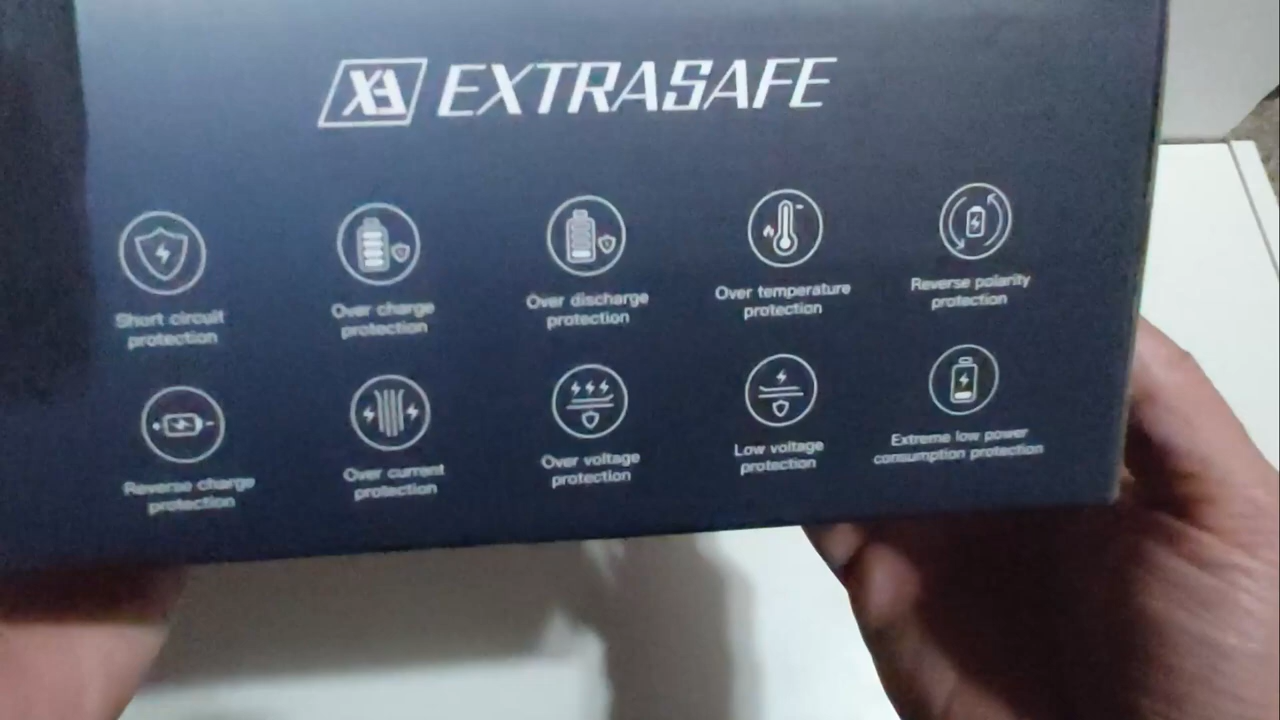 EXTRASAFE
Short circuit
protection
Over charge
protection
Over discharge
protection
Over temperature
protection
Reverse polarity
protection
Reverse charge
protection
Over current
protection
Over voltage
protection
Low voltage
protection
Extreme low power
consumption protection